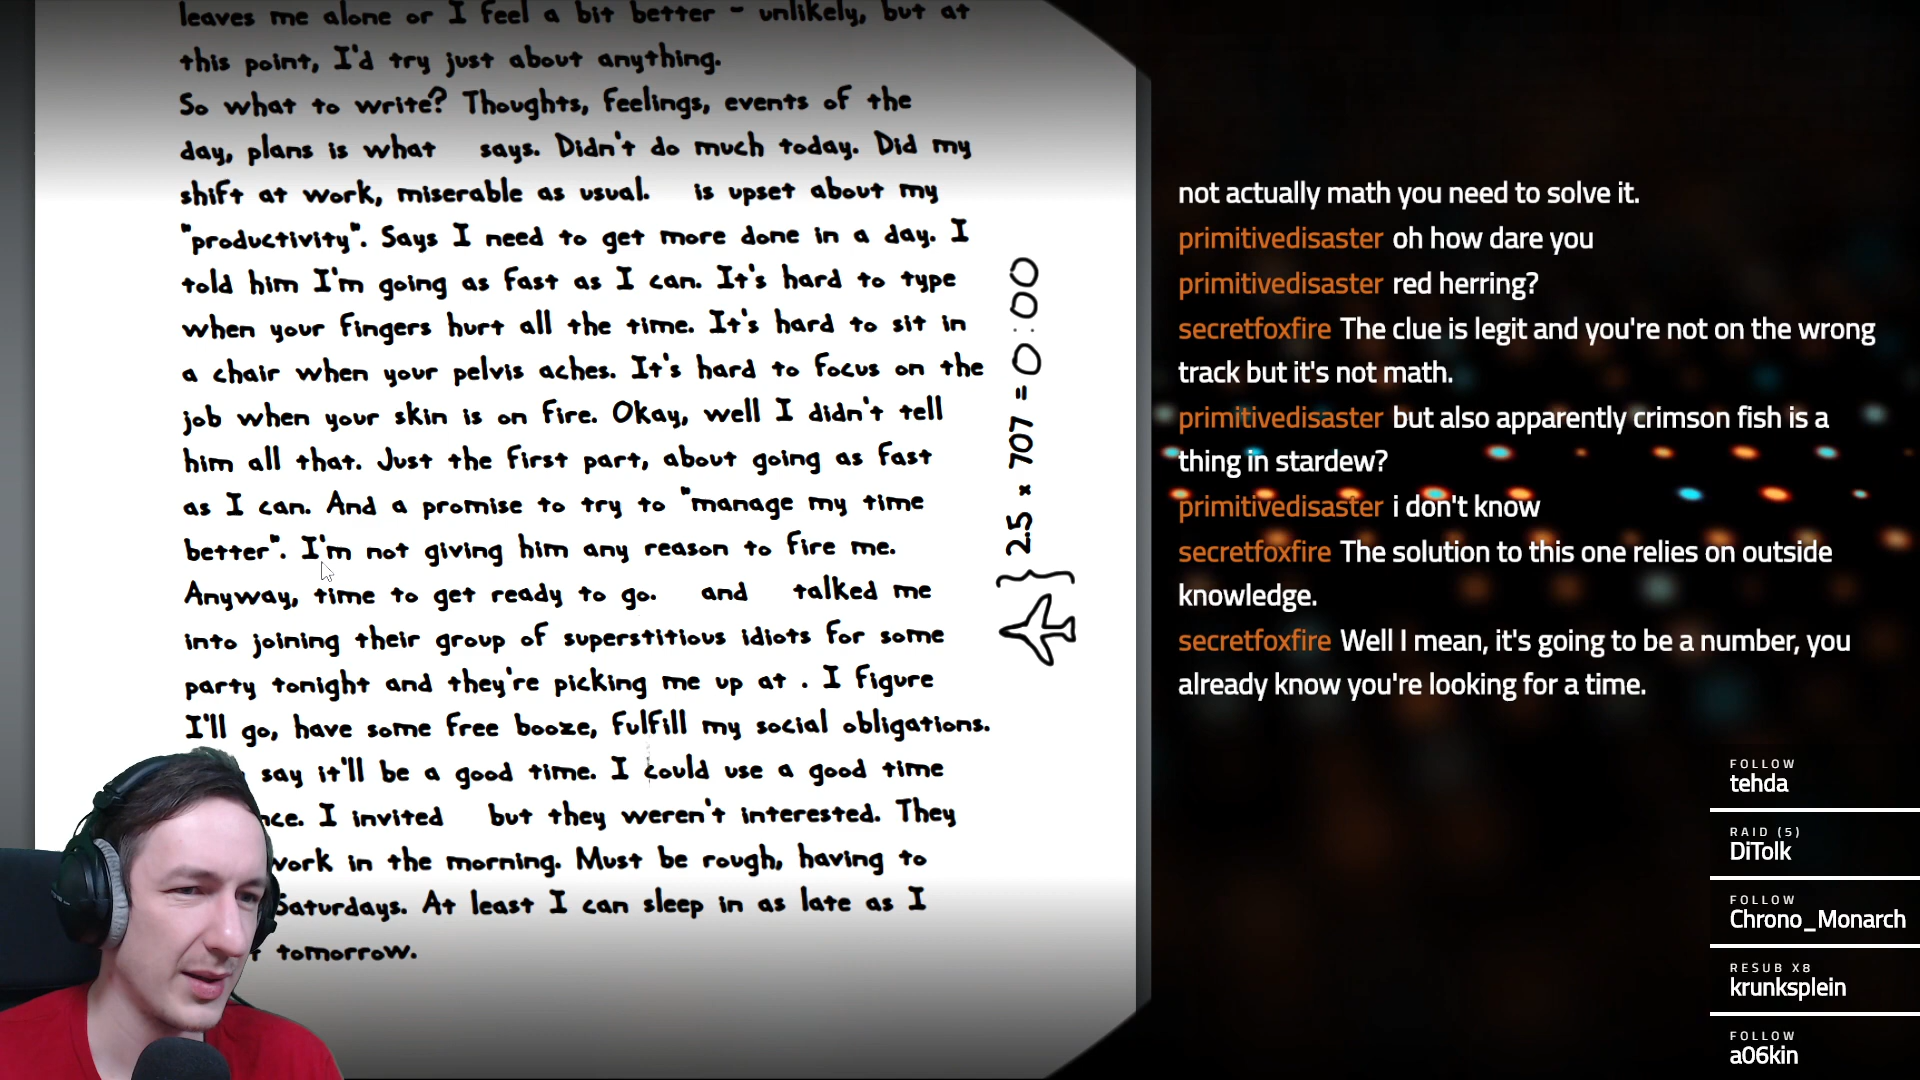 leaves me alone or I feel a bit better - unlikely, but at
this point, I'd try just about anything.
So what to write? Thoughts, feelings, events of the
day, plans is what says. Didn't do much today. Did my
shift at work, miserable as usual. is upset about my
"productivity". Says I need to get more done in a day. I
told him I'm going as fast as I can. It's hard to type
when your fingers hurt all the time. It's hard to sit in
a chair when your pelvis aches. It's hard to focus on the
job when your skin is on fire. Okay, well I didn't tell
him all that. Just the first part, about going as fast
as I can. And a promise to try to "manage my time
better". I'm not giving him any reason to fire me.
Anyway, time to get ready to go. and talked me
into joining their group of superstitious idiots for some
party tonight and they're picking me up at . I figure
I'll go, have some free booze, fulfill my social obligations.
say it'll be a good time. I could use a good time
I invited but they weren't interested. They
work in the morning. Must be rough, having to
Saturdays. At least I can sleep in as late as I
tomorrow.
} 2.5 × 707 = 0:00
not actually math you need to solve it.
primitivedisaster oh how dare you
primitivedisaster red herring?
secretfoxfire The clue is legit and you're not on the wrong
track but it's not math.
primitivedisaster but also apparently crimson fish is a
thing in stardew?
primitivedisaster i don't know
secretfoxfire The solution to this one relies on outside
knowledge.
secretfoxfire Well I mean, it's going to be a number, you
already know you're looking for a time.
FOLLOW
tehda
RAID (5)
DiTolk
FOLLOW
Chrono_Monarch
RESUB X8
krunksplein
FOLLOW
a06kin